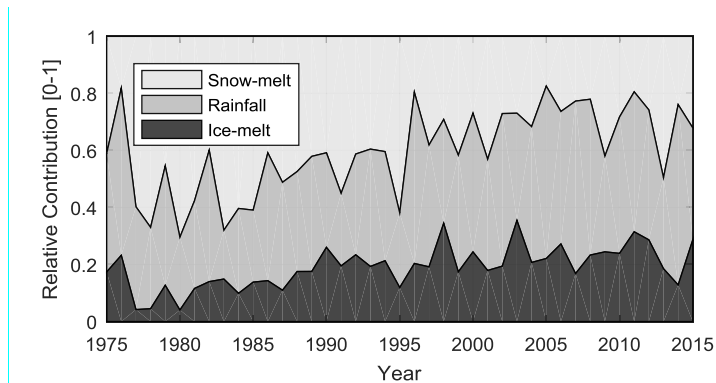 1
0.8
0.6
0.4
0.2
0
Relative Contribution [0-1]
Snow-melt
Rainfall
Ice-melt
1975 1980 1985 1990 1995 2000 2005 2010 2015
Year